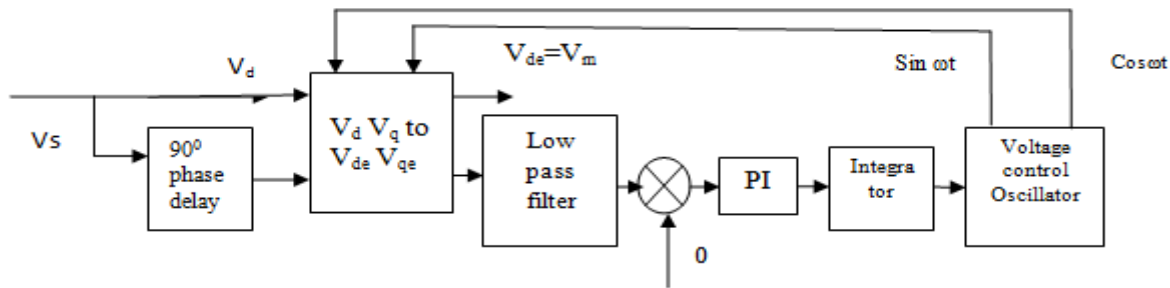 V_de=V_m
Sin ωt
Cosωt
V_d
Vs
90⁰
phase
delay
V_d V_q to
V_de V_qe
Low
pass
filter
PI
Integra
tor
Voltage
control
Oscillator
0